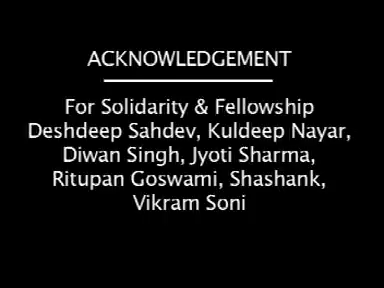 ACKNOWLEDGEMENT
For Solidarity & Fellowship
Deshdeep Sahdev, Kuldeep Nayar,
Diwan Singh, Jyoti Sharma,
Ritupan Goswami, Shashank,
Vikram Soni